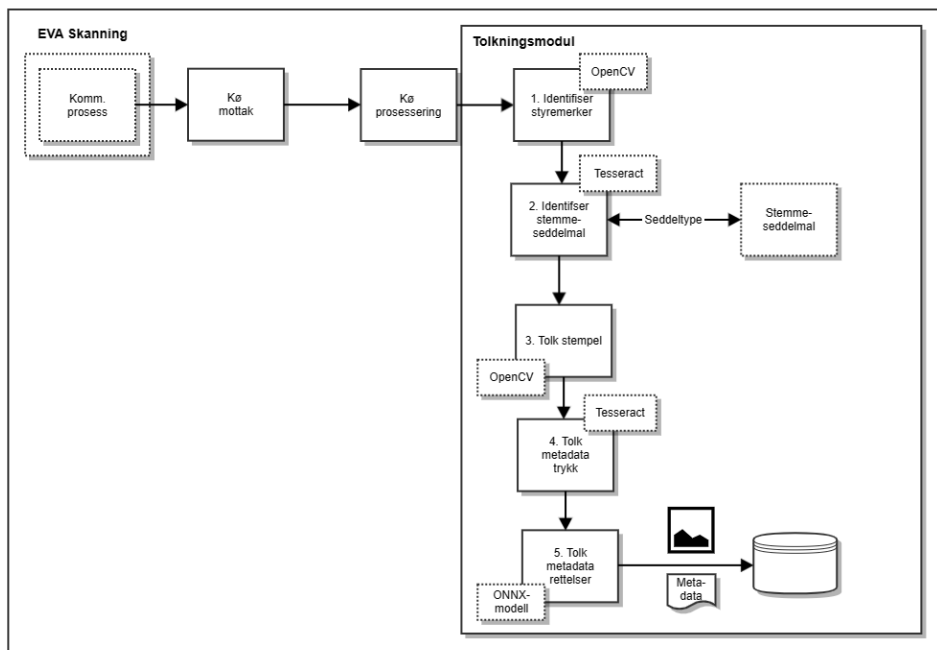 EVA Skanning
Tolkningsmodul
Komm.
prosess
Kø
mottak
Kø
prosessering
OpenCV
1. Identifiser
styremerker
Tesseract
2. Identifser
stemme-
seddelmal
Seddeltype
Stemme-
seddelmal
3. Tolk stempel
OpenCV
Tesseract
4. Tolk
metadata
trykk
5. Tolk
metadata
rettelser
ONNX-
modell
Meta-
data